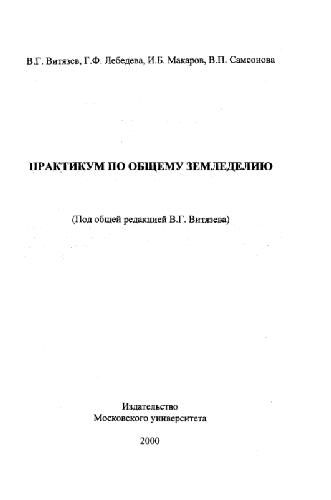 В.Г. Витязев, Г.Ф. Лебедева, И.Б. Макаров, В.П. Самсонова
ПРАКТИКУМ ПО ОБЩЕМУ ЗЕМЛЕДЕЛИЮ
(Под общей редакцией В.Г. Витязева)
Издательство
Московского университета
2000